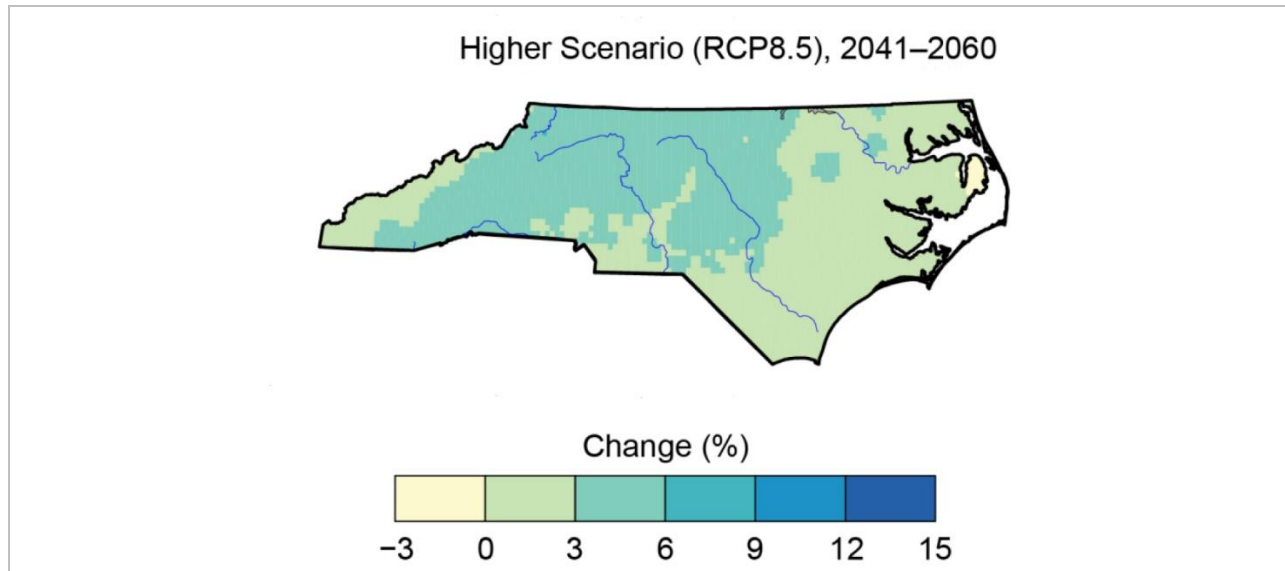 Higher Scenario (RCP8.5), 2041–2060
Change (%)
−3 0 3 6 9 12 15